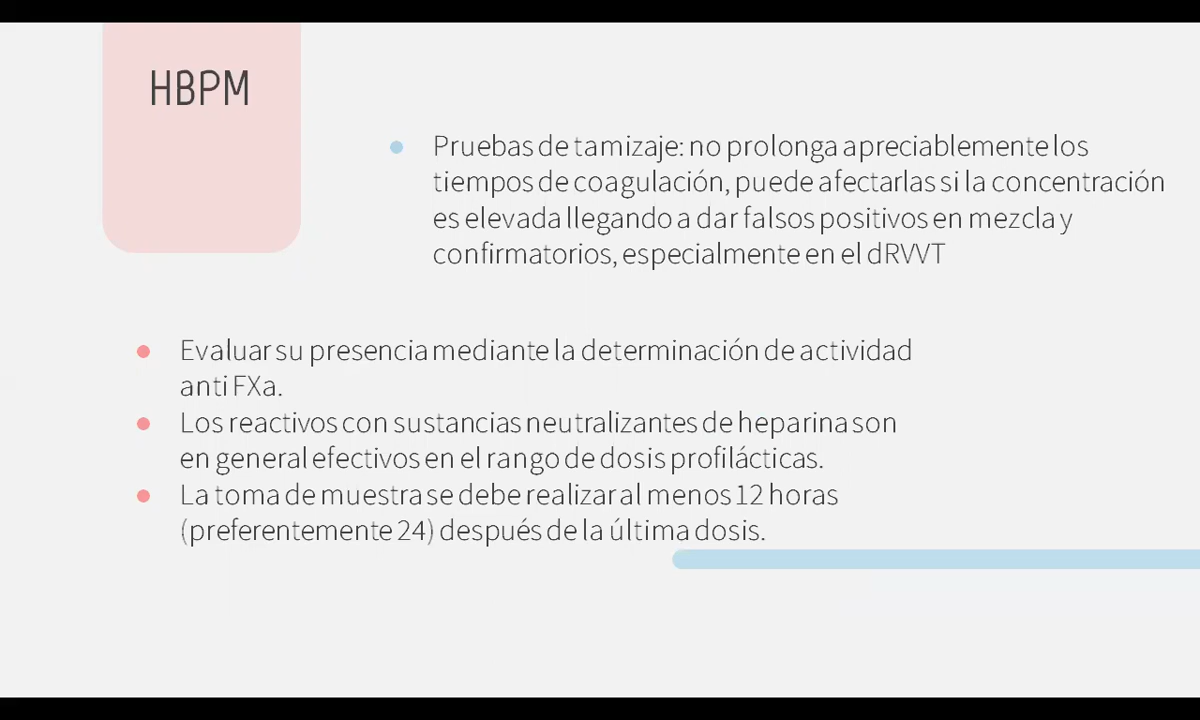 HBPM
Pruebas de tamizaje: no prolonga apreciablemente los
tiempos de coagulación, puede afectarlas si la concentración
es elevada llegando a dar falsos positivos en mezcla y
confirmatorios, especialmente en el dRVVT
Evaluar su presencia mediante la determinación de actividad
anti FXa.
Los reactivos con sustancias neutralizantes de heparina son
en general efectivos en el rango de dosis profilácticas.
La toma de muestra se debe realizar al menos 12 horas
(preferentemente 24) después de la última dosis.